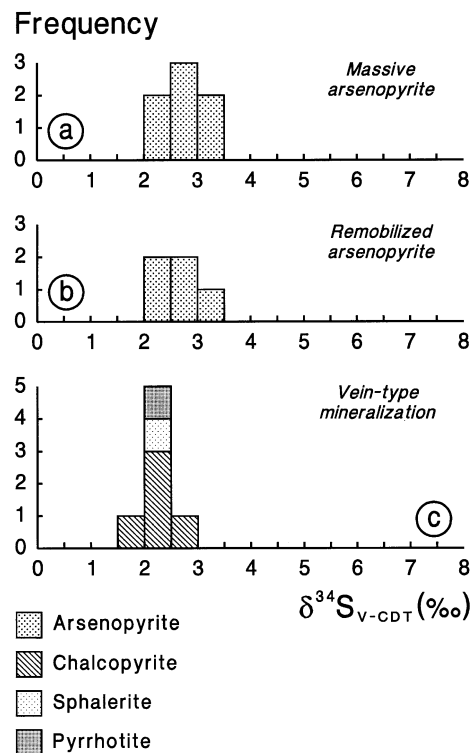 Frequency
3
2
1
0
a
Massive
arsenopyrite
0 1 2 3 4 5 6 7 8
3
2
1
0
b
Remobilized
arsenopyrite
0 1 2 3 4 5 6 7 8
5
4
3
2
1
0
Vein-type
mineralization
c
0 1 2 3 4 5 6 7 8
δ³⁴S V-CDT (‰)
Arsenopyrite
Chalcopyrite
Sphalerite
Pyrrhotite